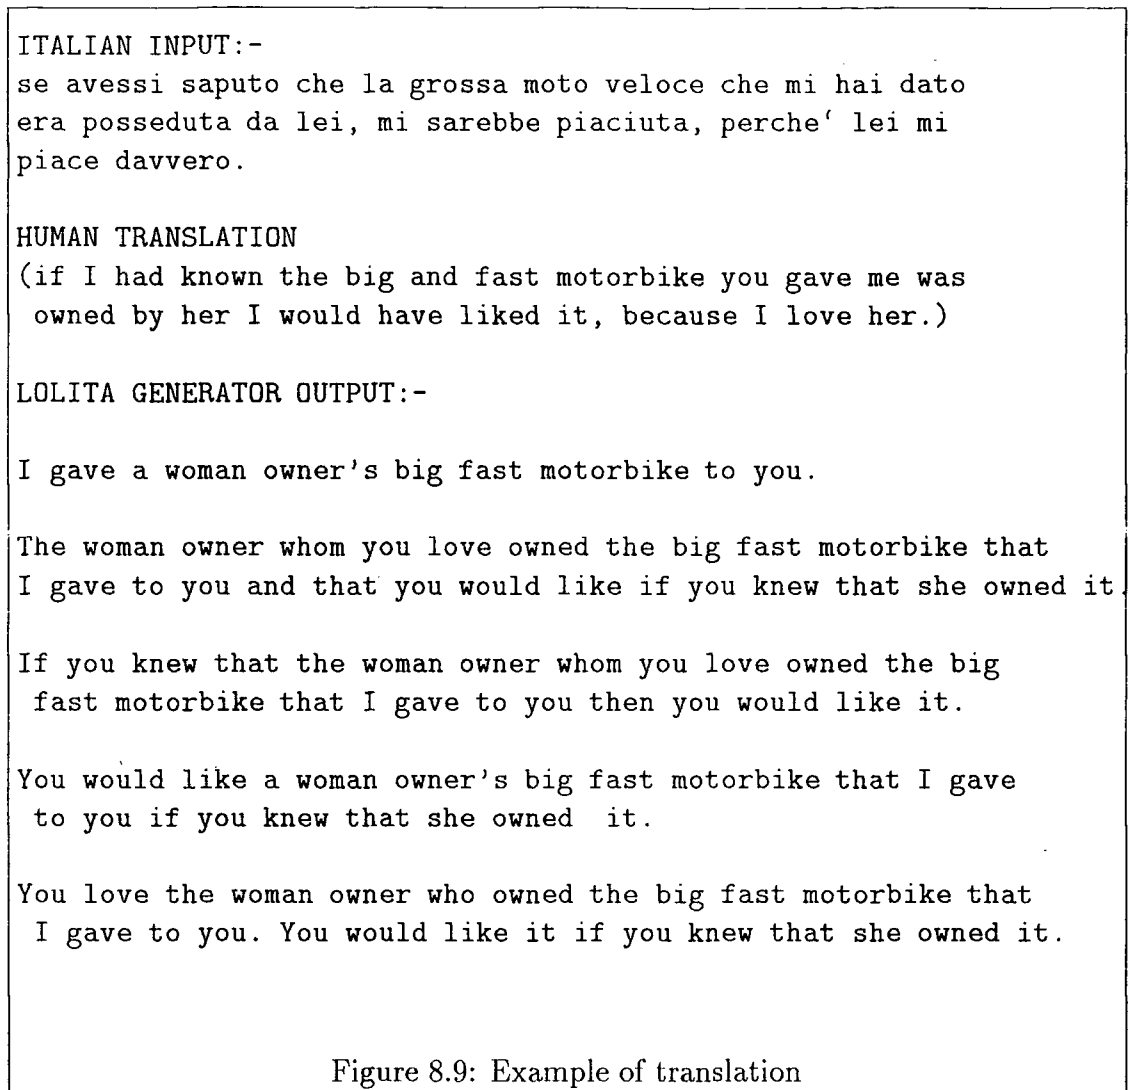 ITALIAN INPUT:-
se avessi saputo che la grossa moto veloce che mi hai dato
era posseduta da lei, mi sarebbe piaciuta, perche‘ lei mi
piace davvero.
HUMAN TRANSLATION
(if I had known the big and fast motorbike you gave me was
owned by her I would have liked it, because I love her.)
LOLITA GENERATOR OUTPUT:-
I gave a woman owner's big fast motorbike to you.
The woman owner whom you love owned the big fast motorbike that
I gave to you and that you would like if you knew that she owned it.
If you knew that the woman owner whom you love owned the big
fast motorbike that I gave to you then you would like it.
You would like a woman owner's big fast motorbike that I gave
to you if you knew that she owned it.
You love the woman owner who owned the big fast motorbike that
I gave to you. You would like it if you knew that she owned it.
Figure 8.9: Example of translation